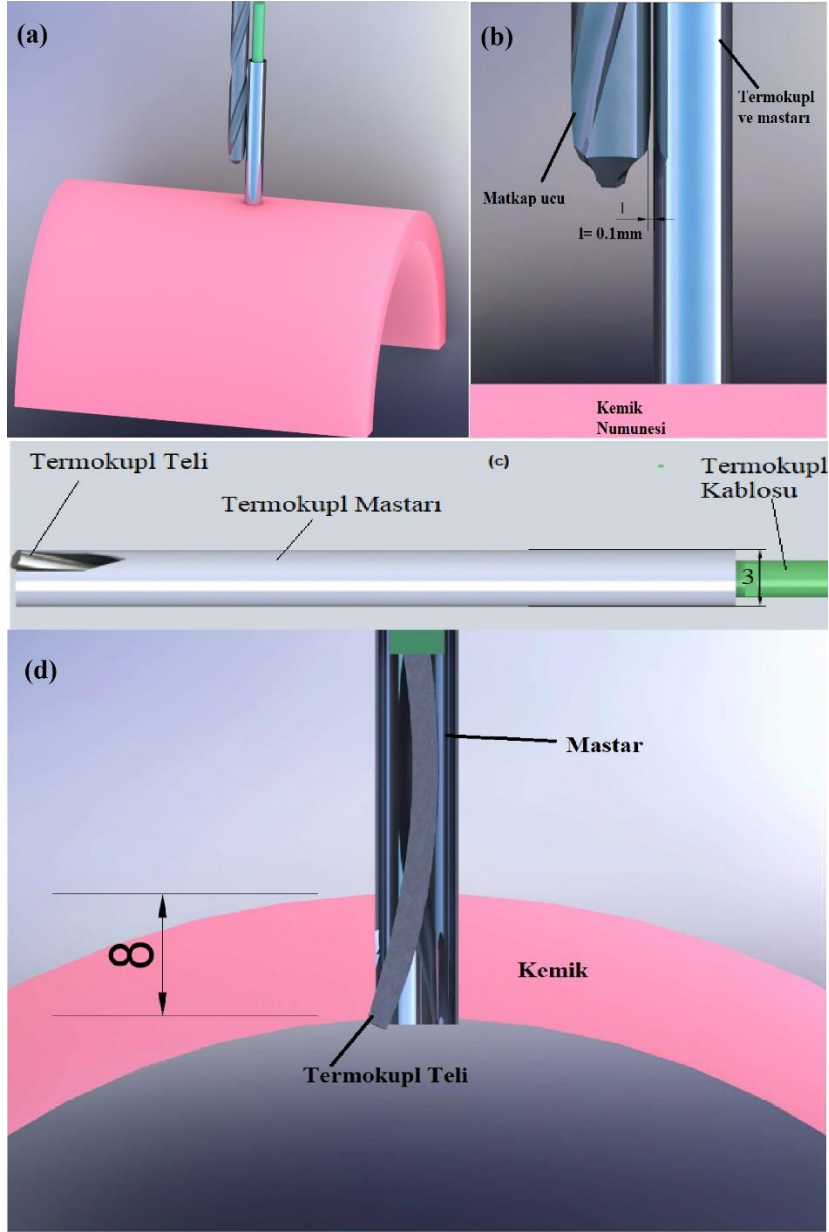 (a)
(b)
Termokupl
ve mastarı
Matkap ucu
l
l= 0.1mm
Kemik
Numunesi
Termokupl Teli
(c)
Termokupl
Kablosu
Termokupl Mastarı
3
(d)
Mastar
8
Kemik
Termokupl Teli